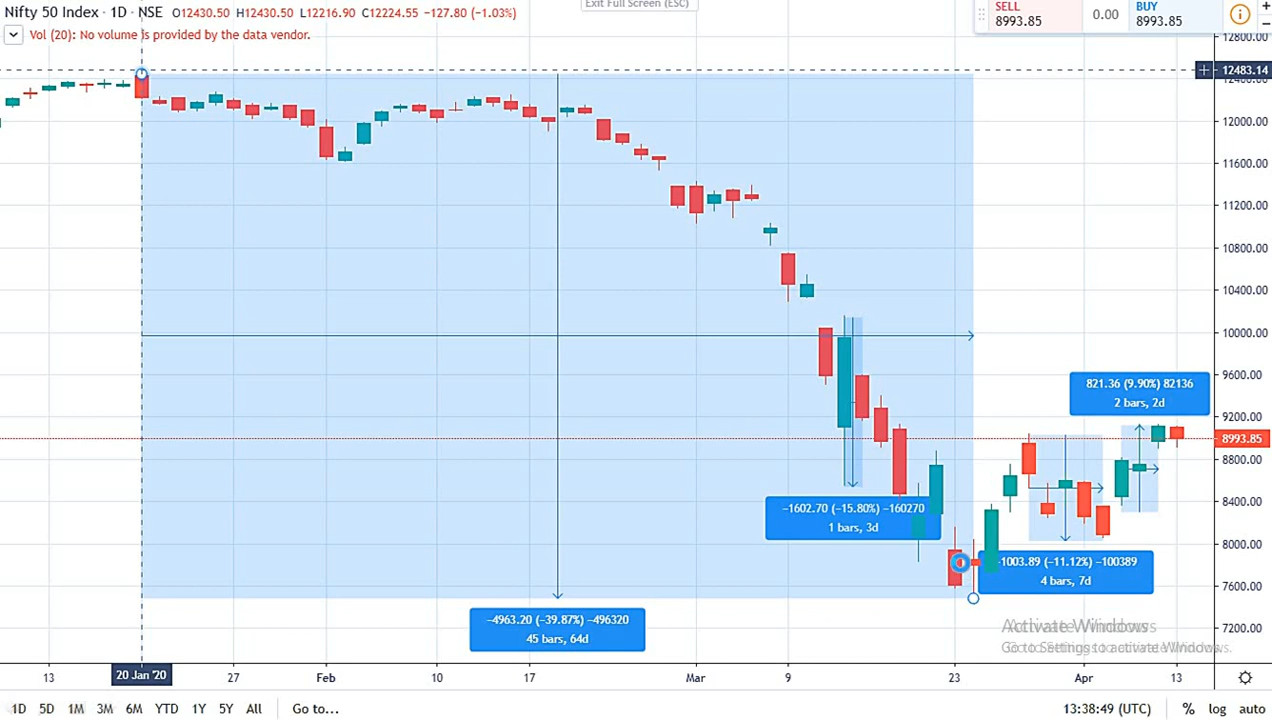 Nifty 50 Index · 1D · NSE O12430.50 H12430.50 L12216.90 C12224.55 −127.80 (−1.03%)
Exit Full Screen (ESC)
SELL
8993.85
0.00
BUY
8993.85
Vol (20): No volume is provided by the data vendor.
12800.00
12483.14
12400.00
12000.00
11600.00
11200.00
10800.00
10400.00
10000.00
9600.00
9200.00
8993.85
8800.00
8400.00
8000.00
7600.00
7200.00
821.36 (9.90%) 82136
2 bars, 2d
−1602.70 (−15.80%) −160270
1 bars, 3d
−1003.89 (−11.12%) −100389
4 bars, 7d
−4963.20 (−39.87%) −496320
45 bars, 64d
Activate Windows
Go to Settings to activate Windows.
13 20 Jan '20 27 Feb 10 17 Mar 9 23 Apr 13
1D 5D 1M 3M 6M YTD 1Y 5Y All Go to... 13:38:49 (UTC) % log auto